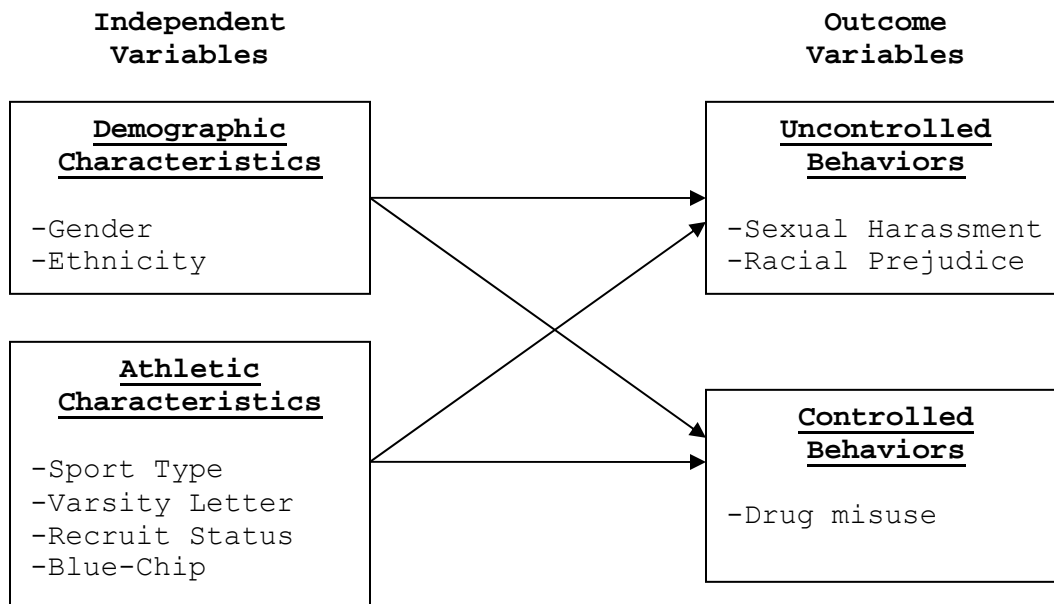 Independent
Variables
Outcome
Variables
Demographic
Characteristics
-Gender
-Ethnicity
Uncontrolled
Behaviors
-Sexual Harassment
-Racial Prejudice
Athletic
Characteristics
-Sport Type
-Varsity Letter
-Recruit Status
-Blue-Chip
Controlled
Behaviors
-Drug misuse